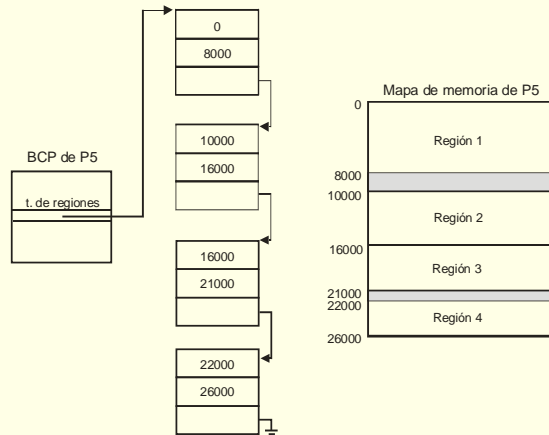 BCP de P5
t. de regiones
0
8000
10000
16000
16000
21000
22000
26000
Mapa de memoria de P5
0
Región 1
8000
10000
Región 2
16000
Región 3
21000
22000
Región 4
26000